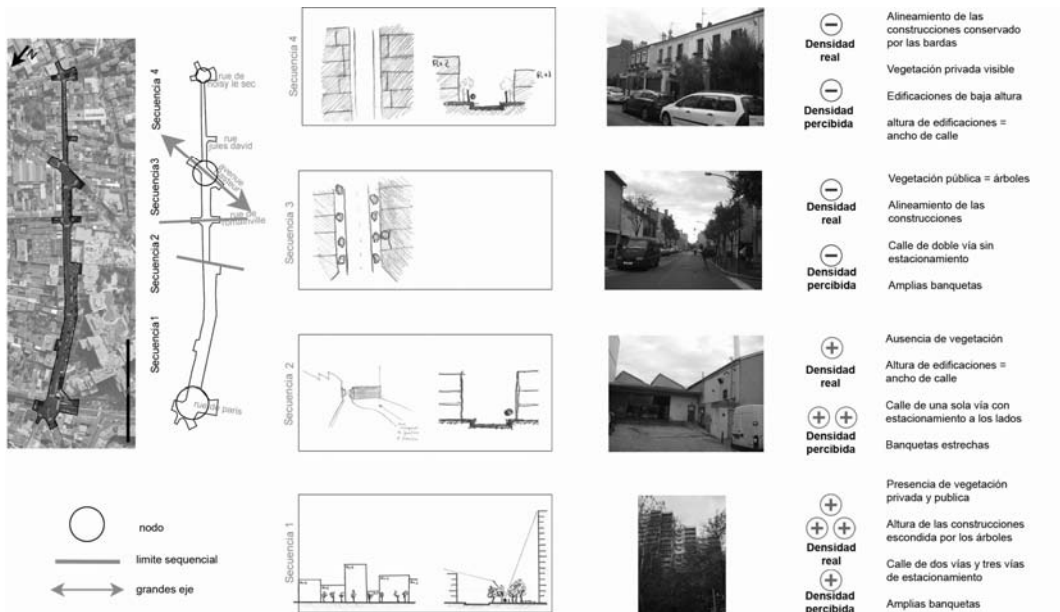 N
Secuencia 4
Secuencia3
Secuencia 2
Secuencia1
rue de
noisy le sec
rue
jules david
avenue
rue de
romainville
rue de paris
nodo
limite sequencial
grandes eje
Secuencia 4
R+2
Densidad
real
Densidad
percibida
Alineamiento de las
construcciones conservado
por las bardas
Vegetación privada visible
Edificaciones de baja altura
altura de edificaciones =
ancho de calle
Secuencia 3
Densidad
real
Densidad
percibida
Vegetación pública = árboles
Alineamiento de las
construcciones
Calle de doble vía sin
estacionamiento
Amplias banquetas
Secuencia 2
Densidad
real
Densidad
percibida
Ausencia de vegetación
Altura de edificaciones =
ancho de calle
Calle de una sola vía con
estacionamiento a los lados
Banquetas estrechas
Secuencia 1
Densidad
real
Densidad
percibida
Presencia de vegetación
privada y publica
Altura de las construcciones
escondida por los árboles
Calle de dos vías y tres vías
de estacionamiento
Amplias banquetas